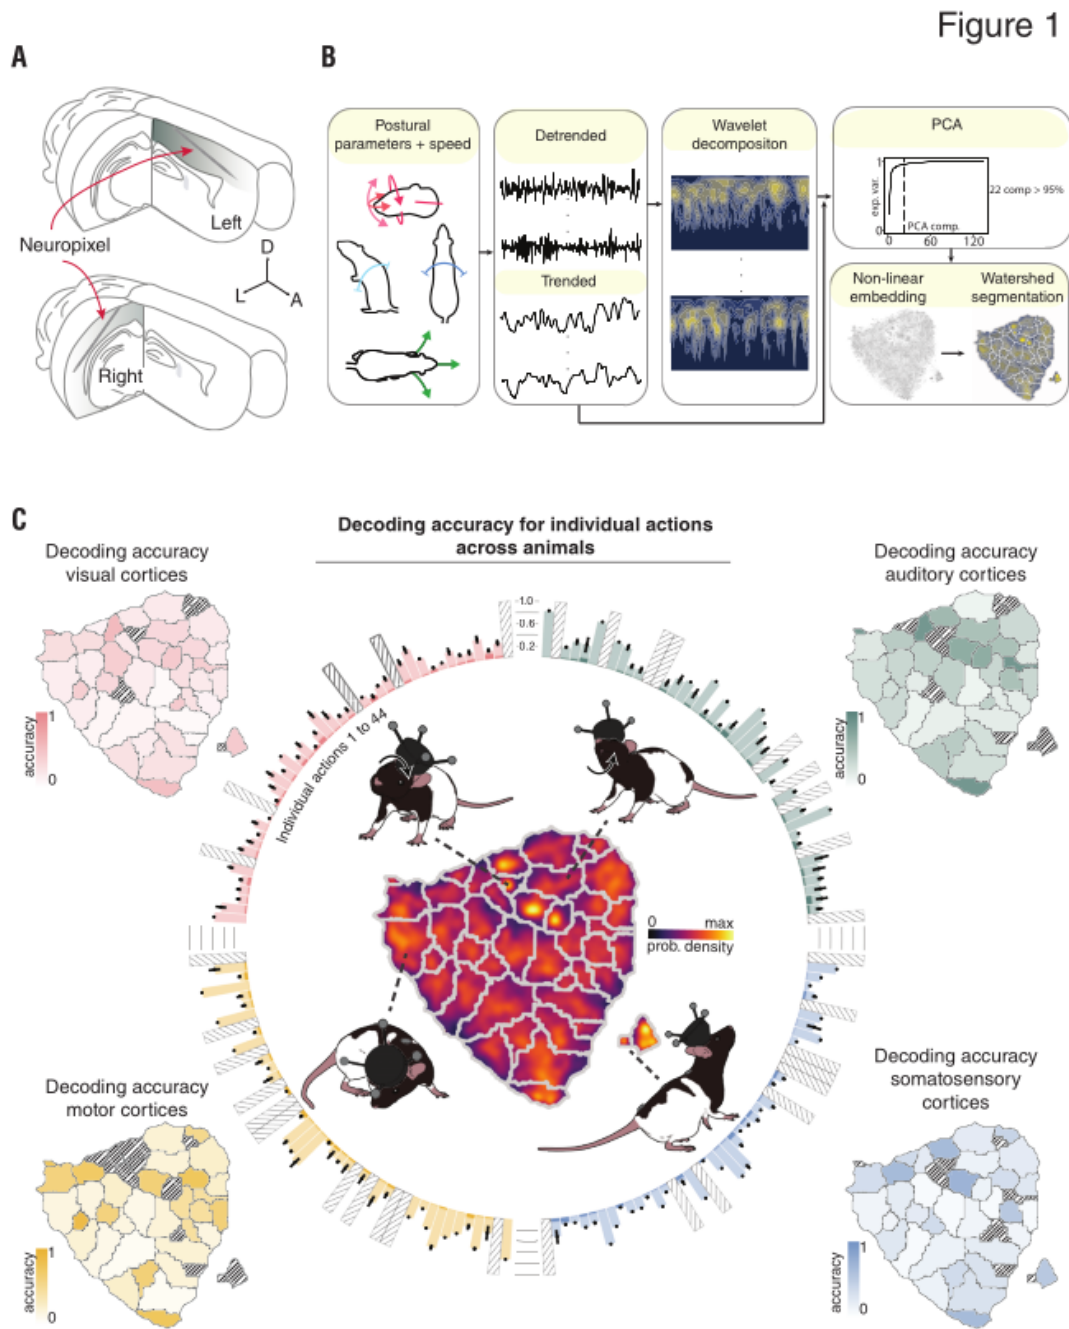 Figure 1
A
Left
Neuropixel
D
L
A
Right
B
Postural
parameters + speed
Detrended
Trended
Wavelet
decompositon
PCA
1
exp. var.
0
22 comp > 95%
PCA comp.
0 60 120
Non-linear
embedding
Watershed
segmentation
C
Decoding accuracy for individual actions
across animals
Decoding accuracy
visual cortices
1
accuracy
0
Decoding accuracy
auditory cortices
1
accuracy
0
1.0
0.6
0.2
Individual actions 1 to 44
0 max
prob. density
Decoding accuracy
motor cortices
1
accuracy
0
Decoding accuracy
somatosensory
cortices
1
accuracy
0